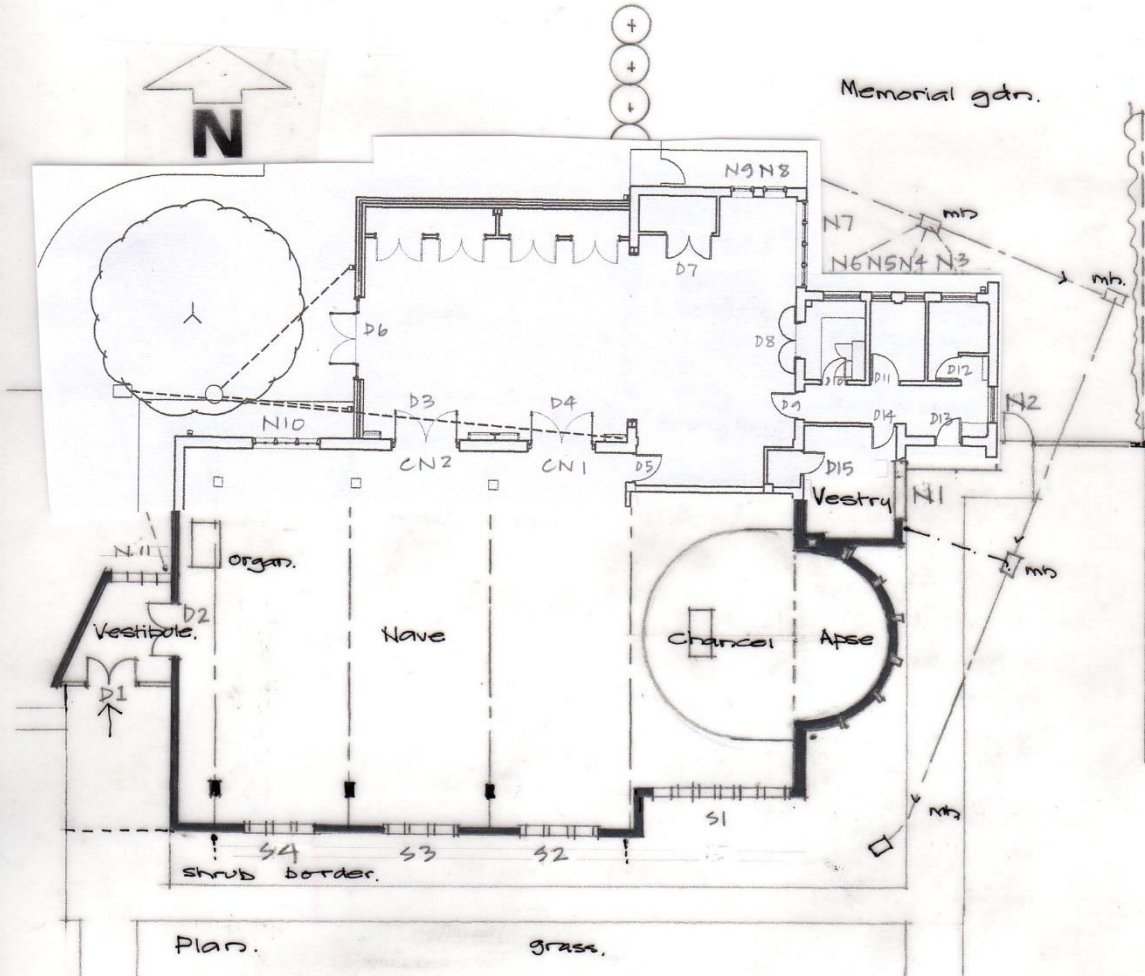 Memorial gdn.
N
N9 N8
N7
mh
N6 N5 N4 N3
mh.
D7
D6
D8
D10
D11
D12
D3
D4
D9
D14
D13
N2
N10
CN2
CN1
D5
D15
Vestry
N1
N11
organ.
mh
D2
Vestibule.
Nave
Chancel
Apse
D1
mh
S1
S4
S3
S2
shrub border.
Plan.
grass.